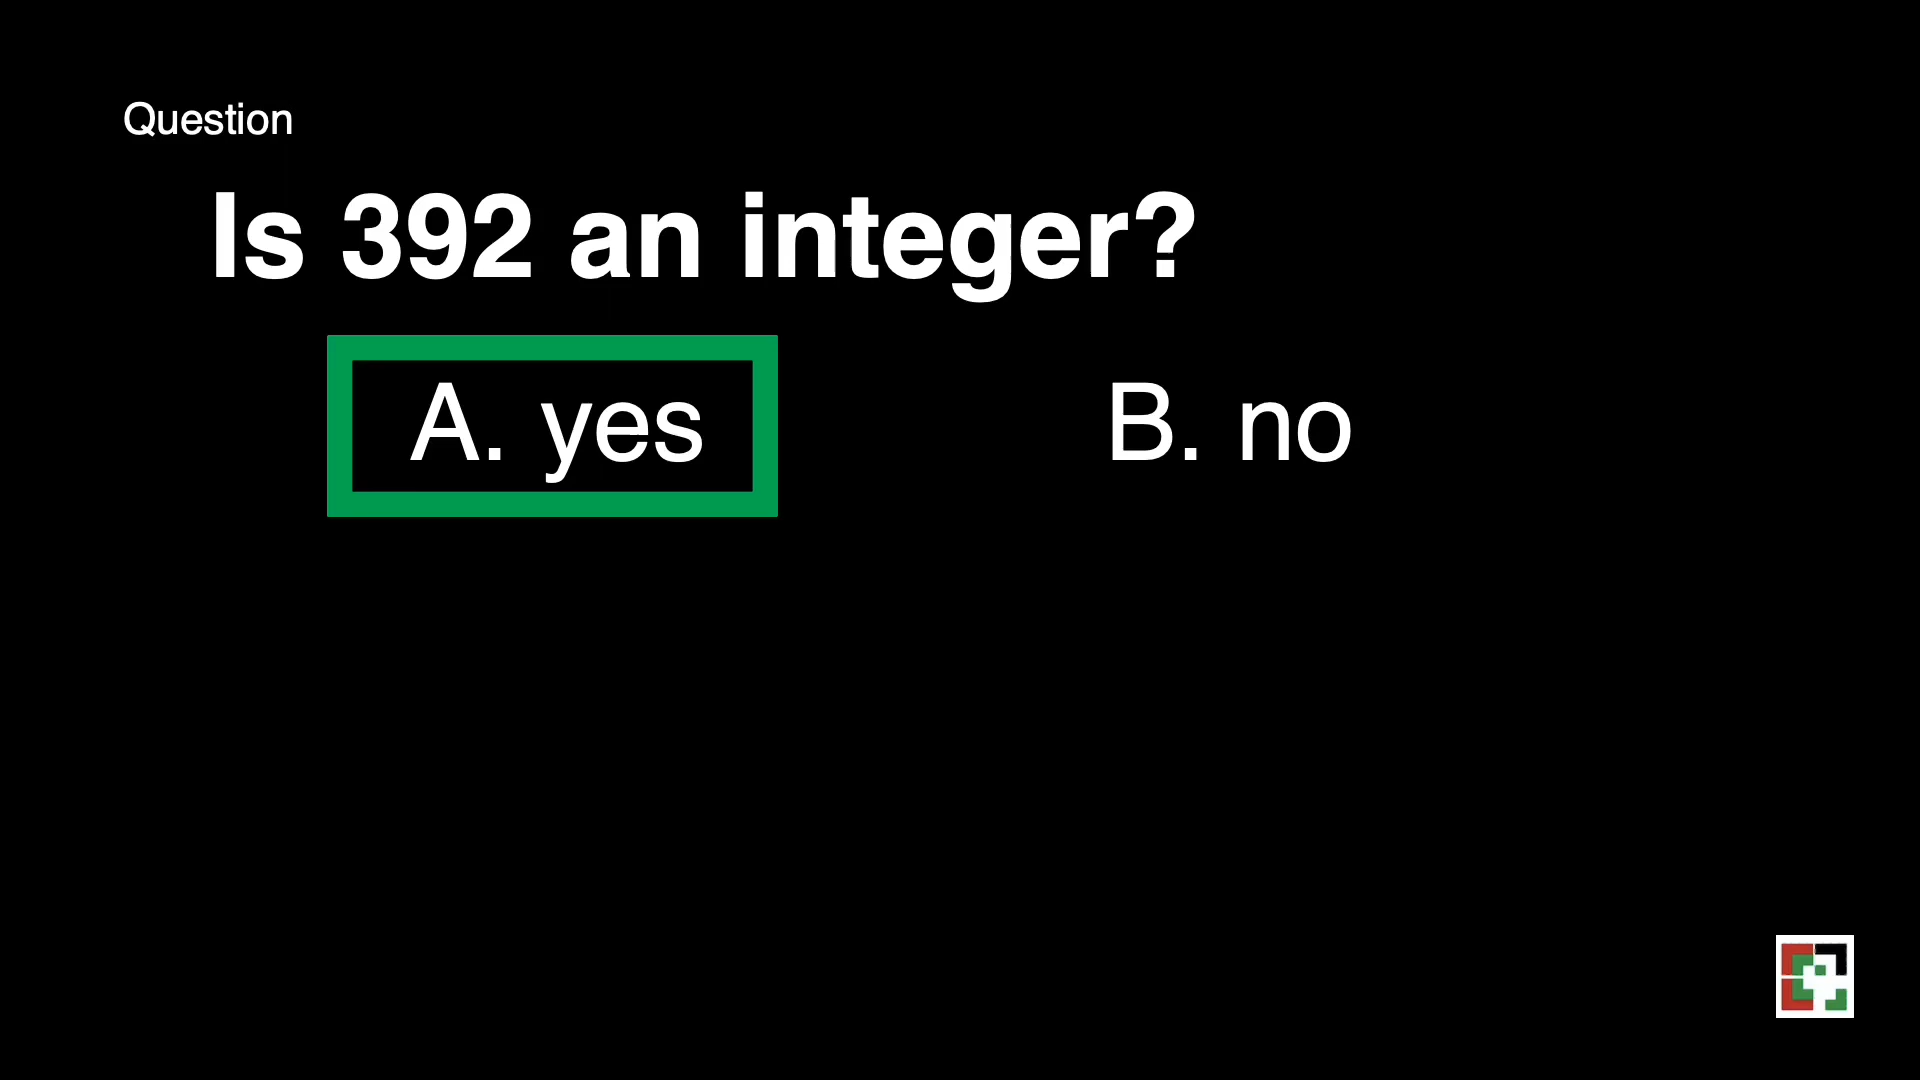 Question
Is 392 an integer?
A. yes
B. no